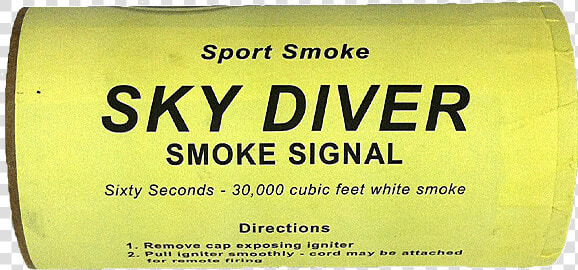 Sport Smoke
SKY DIVER
SMOKE SIGNAL
Sixty Seconds - 30,000 cubic feet white smoke
Directions
1. Remove cap exposing igniter
2. Pull igniter smoothly - cord may be attached
for remote firing